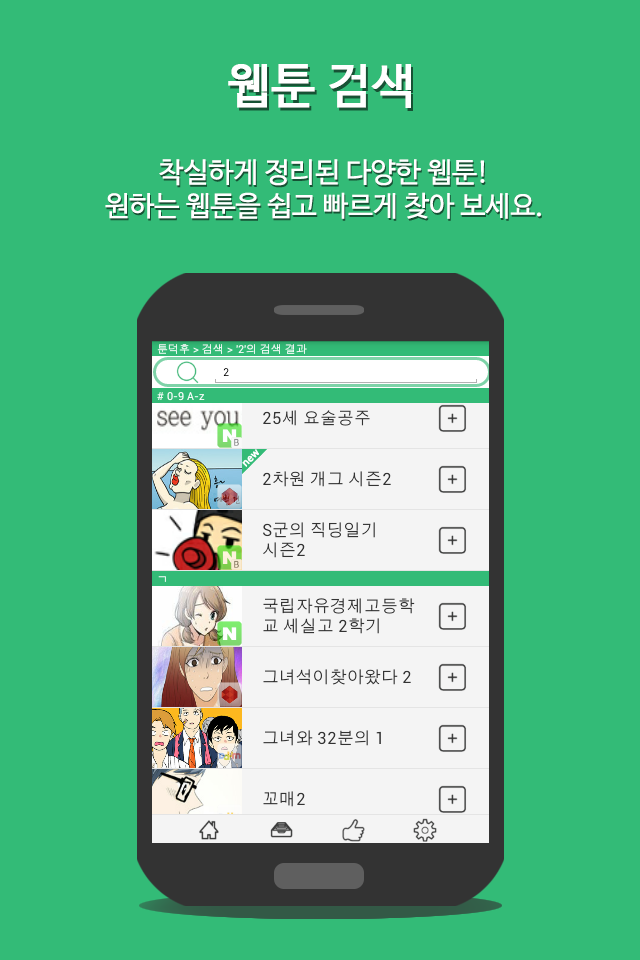 웹툰 검색
착실하게 정리된 다양한 웹툰!
원하는 웹툰을 쉽고 빠르게 찾아 보세요.
툰덕후 > 검색 > '2'의 검색 결과
2
# 0-9 A-z
see you
N
B
25세 요술공주
+
new
2차원 개그 시즌2
+
N
B
S군의 직딩일기
시즌2
+
ㄱ
N
국립자유경제고등학
교 세실고 2학기
+
그녀석이찾아왔다 2
+
그녀와 32분의 1
+
꼬매2
+